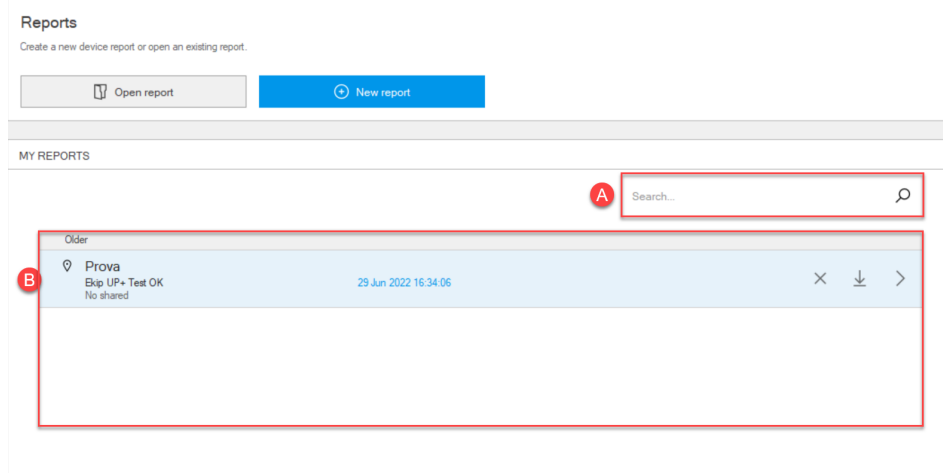 Reports
Create a new device report or open an existing report.
Open report
New report
MY REPORTS
A
Search...
Older
B
Prova
Ekip UP+ Test OK
29 Jun 2022 16:34:06
No shared